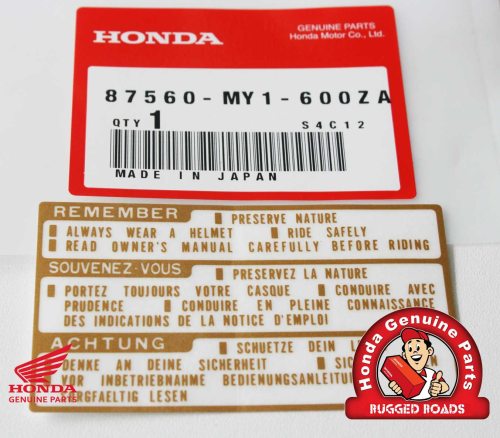 HONDA
GENUINE PARTS
Honda Motor Co., Ltd.
87560-MY1-600ZA
QTY 1 S4C12
MADE IN JAPAN
REMEMBER
PRESERVE NATURE
ALWAYS WEAR A HELMET RIDE SAFELY
READ OWNER'S MANUAL CAREFULLY BEFORE RIDING
SOUVENEZ-VOUS
PRESERVEZ LA NATURE
PORTEZ TOUJOURS VOTRE CASQUE CONDUIRE AVEC
PRUDENCE CONDUIRE EN PLEINE CONNAISSANCE
DES INDICATIONS DE LA NOTICE D'EMPLOI
ACHTUNG
SCHUETZE DEIN
DENKE AN DEINE SICHERHEIT
VOR INBETRIEBNAHME BEDIENUNGSANLEITU
LESEN
HONDA
GENUINE PARTS
Honda Genuine Parts
RUGGED ROADS